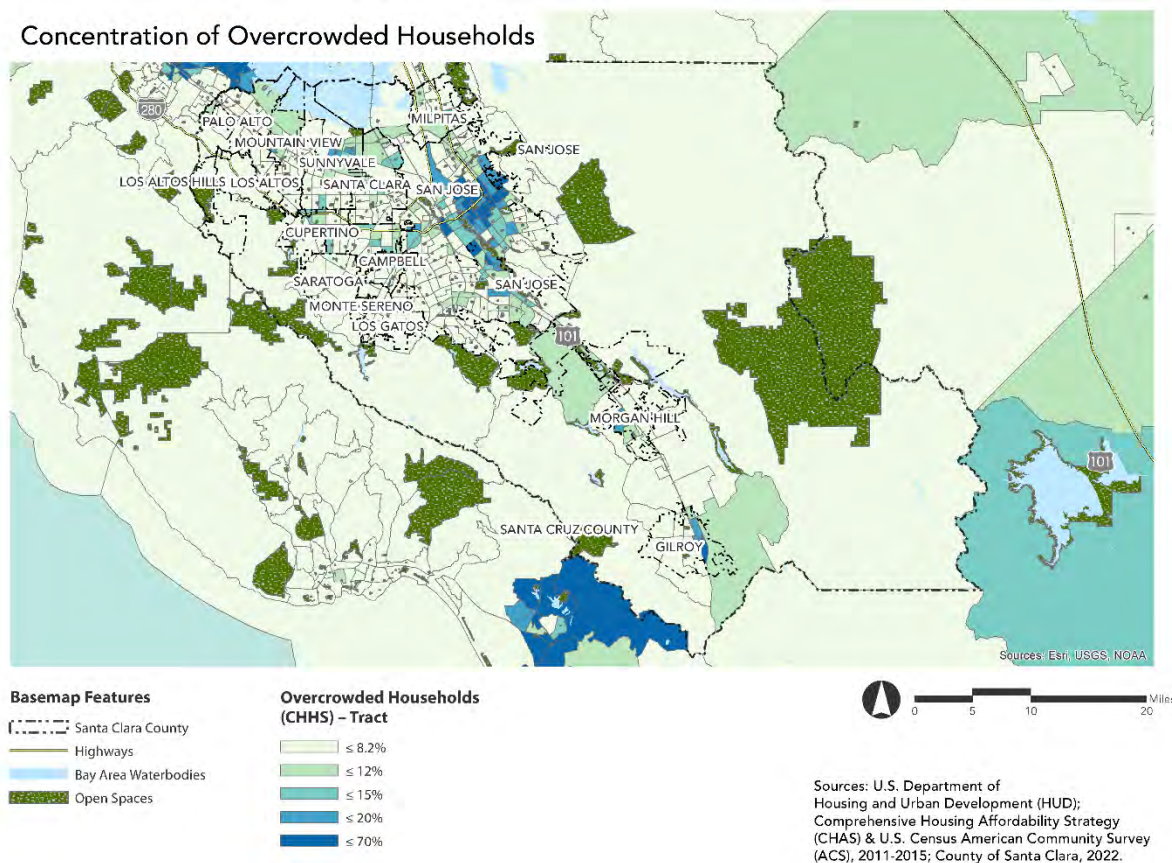 Concentration of Overcrowded Households
280
PALO ALTO
MILPITAS
MOUNTAIN VIEW
SAN JOSE
SUNNYVALE
LOS ALTOS HILLS
LOS ALTOS
SANTA CLARA
SAN JOSE
CUPERTINO
CAMPBELL
SARATOGA
SAN JOSE
MONTE SERENO
LOS GATOS
101
MORGAN HILL
101
SANTA CRUZ COUNTY
GILROY
Sources: Esri, USGS, NOAA
Basemap Features
Santa Clara County
Highways
Bay Area Waterbodies
Open Spaces
Overcrowded Households
(CHHS) – Tract
≤ 8.2%
≤ 12%
≤ 15%
≤ 20%
≤ 70%
Miles
0 5 10 20
Sources: U.S. Department of
Housing and Urban Development (HUD);
Comprehensive Housing Affordability Strategy
(CHAS) & U.S. Census American Community Survey
(ACS), 2011-2015; County of Santa Clara, 2022.